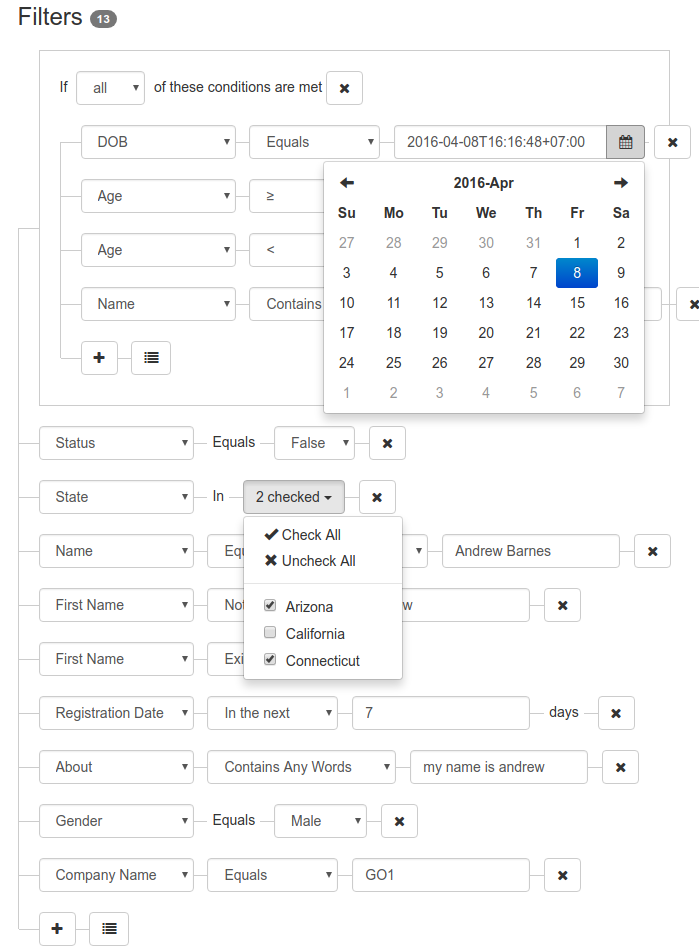 Filters 13
If all of these conditions are met
DOB Equals 2016-04-08T16:16:48+07:00
2016-Apr
Su Mo Tu We Th Fr Sa
27 28 29 30 31 1 2
3 4 5 6 7 8 9
10 11 12 13 14 15 16
17 18 19 20 21 22 23
24 25 26 27 28 29 30
1 2 3 4 5 6 7
Age ≥
Age <
Name Contains
Status Equals False
State In 2 checked
Check All
Uncheck All
Arizona
California
Connecticut
Name Equ Andrew Barnes
First Name Not w
First Name Exi
Registration Date In the next 7 days
About Contains Any Words my name is andrew
Gender Equals Male
Company Name Equals GO1